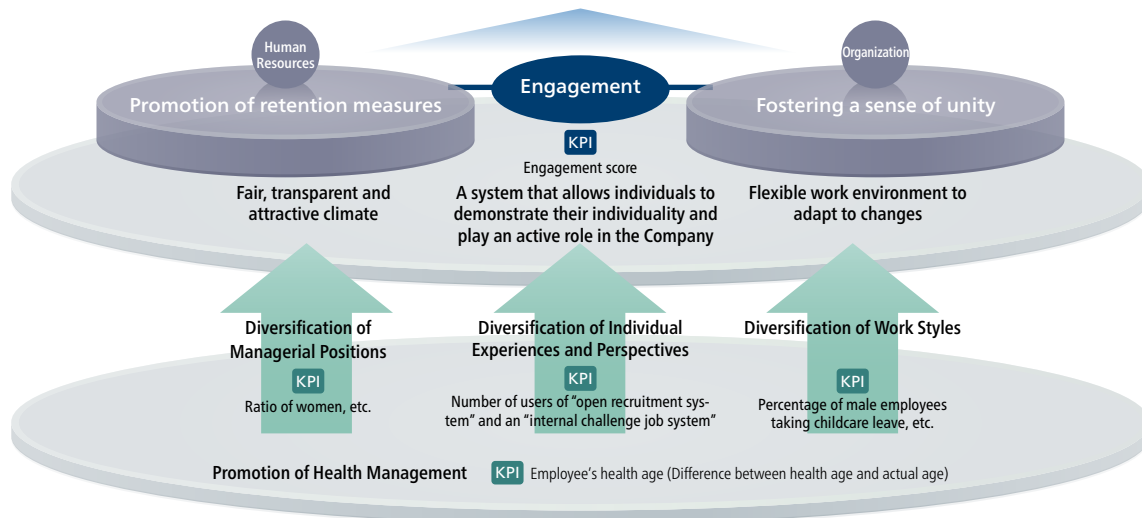 Human
Resources
Organization
Promotion of retention measures
Engagement
Fostering a sense of unity
KPI
Engagement score
Fair, transparent and
attractive climate
A system that allows individuals to
demonstrate their individuality and
play an active role in the Company
Flexible work environment to
adapt to changes
Diversification of
Managerial Positions
KPI
Ratio of women, etc.
Diversification of Individual
Experiences and Perspectives
KPI
Number of users of “open recruitment sys-
tem” and an “internal challenge job system”
Diversification of Work Styles
KPI
Percentage of male employees
taking childcare leave, etc.
Promotion of Health Management KPI Employee’s health age (Difference between health age and actual age)